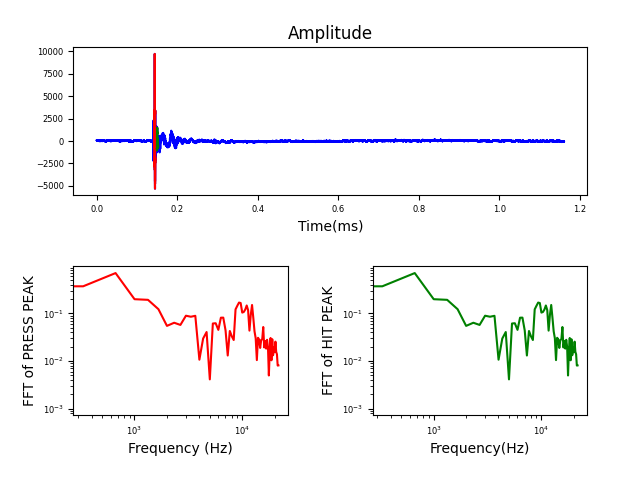 Amplitude
10000
7500
5000
2500
0
−2500
−5000
0.0 0.2 0.4 0.6 0.8 1.0 1.2
Time(ms)
FFT of PRESS PEAK
10⁻¹
10⁻²
10⁻³
10³ 10⁴
Frequency (Hz)
FFT of HIT PEAK
10⁻¹
10⁻²
10⁻³
10³ 10⁴
Frequency(Hz)